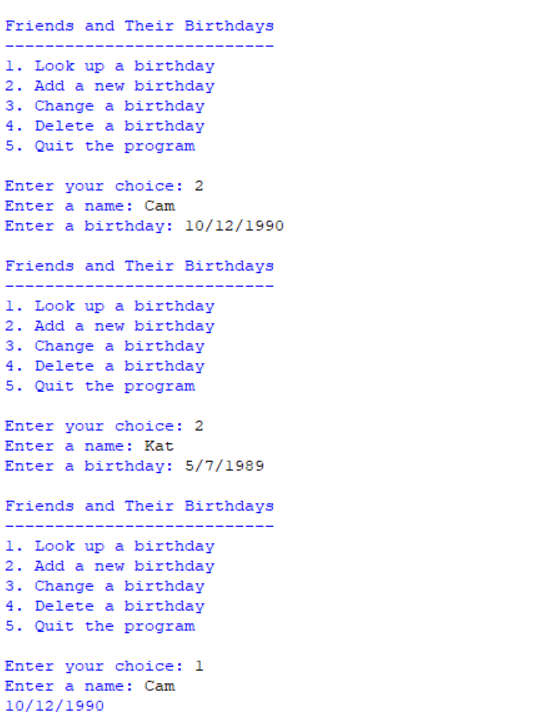 Friends and Their Birthdays
---------------------------
1. Look up a birthday
2. Add a new birthday
3. Change a birthday
4. Delete a birthday
5. Quit the program
Enter your choice: 2
Enter a name: Cam
Enter a birthday: 10/12/1990
Friends and Their Birthdays
---------------------------
1. Look up a birthday
2. Add a new birthday
3. Change a birthday
4. Delete a birthday
5. Quit the program
Enter your choice: 2
Enter a name: Kat
Enter a birthday: 5/7/1989
Friends and Their Birthdays
---------------------------
1. Look up a birthday
2. Add a new birthday
3. Change a birthday
4. Delete a birthday
5. Quit the program
Enter your choice: 1
Enter a name: Cam
10/12/1990